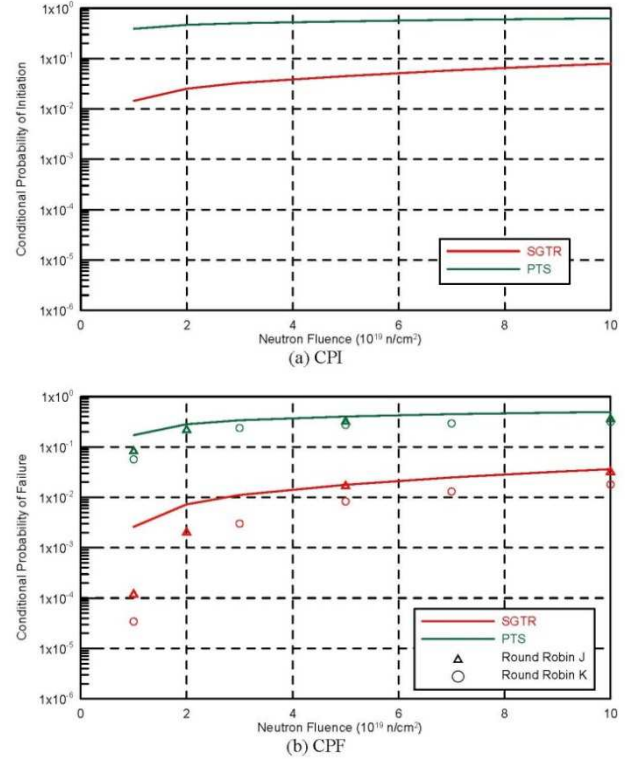 1x10⁰
1x10⁻¹
1x10⁻²
1x10⁻³
1x10⁻⁴
1x10⁻⁵
1x10⁻⁶
Conditional Probability of Initiation
SGTR
PTS
0 2 4 6 8 10
Neutron Fluence (10¹⁹ n/cm²)
(a) CPI
1x10⁰
1x10⁻¹
1x10⁻²
1x10⁻³
1x10⁻⁴
1x10⁻⁵
1x10⁻⁶
Conditional Probability of Failure
SGTR
PTS
Round Robin J
Round Robin K
0 2 4 6 8 10
Neutron Fluence (10¹⁹ n/cm²)
(b) CPF